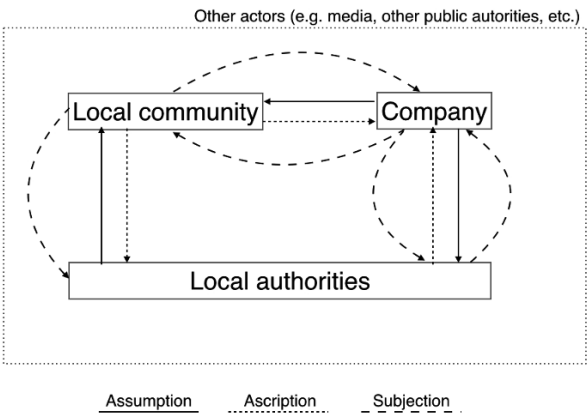 Other actors (e.g. media, other public autorities, etc.)
Local community
Company
Local authorities
Assumption
Ascription
Subjection